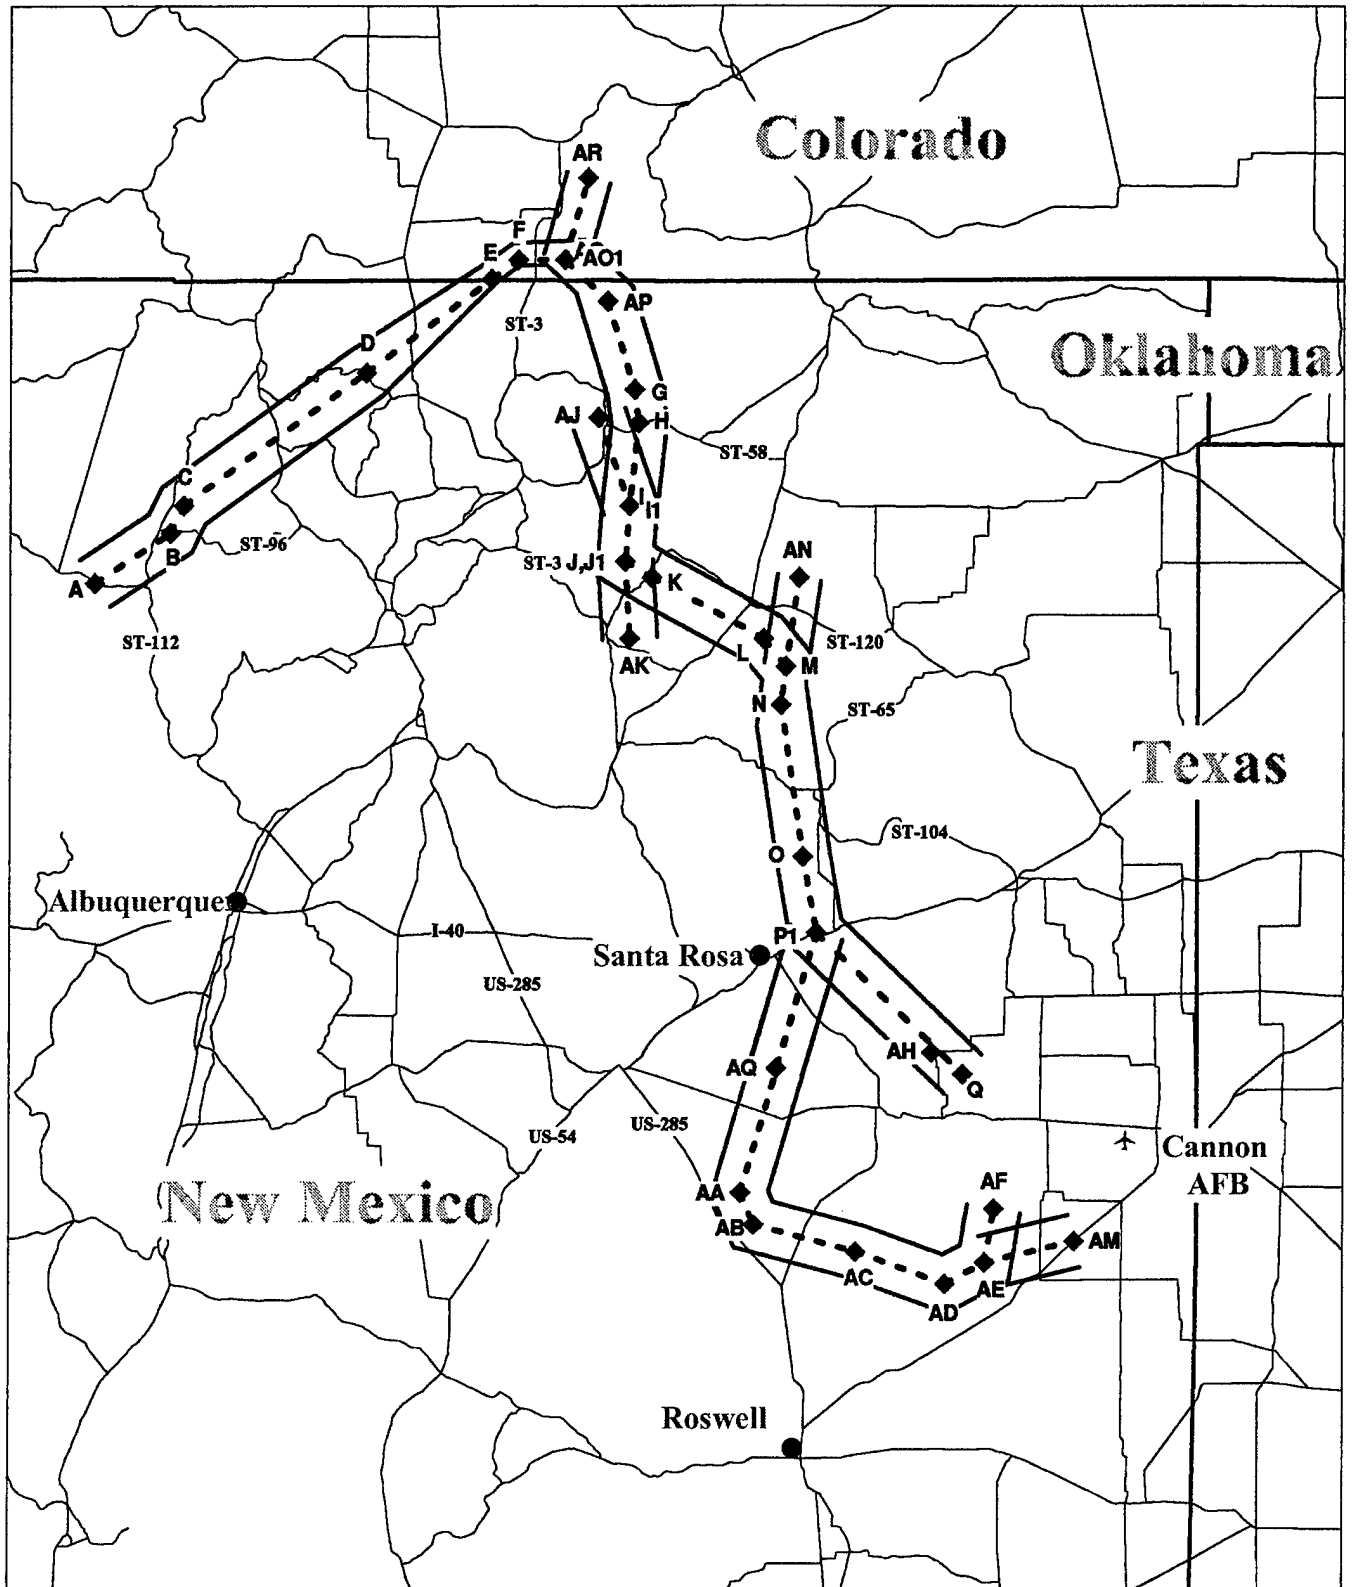 Colorado
AR
F
E
AO1
AP
ST-3
Oklahoma
D
G
AJ
H
ST-58
C
I
I1
ST-96
B
AN
ST-3
J,J1
A
K
ST-112
ST-120
L
AK
M
N
ST-65
Texas
ST-104
O
Albuquerque
I-40
P1
Santa Rosa
US-285
AH
AQ
Q
US-285
US-54
Cannon
AFB
AF
AA
New Mexico
AB
AM
AC
AE
AD
Roswell